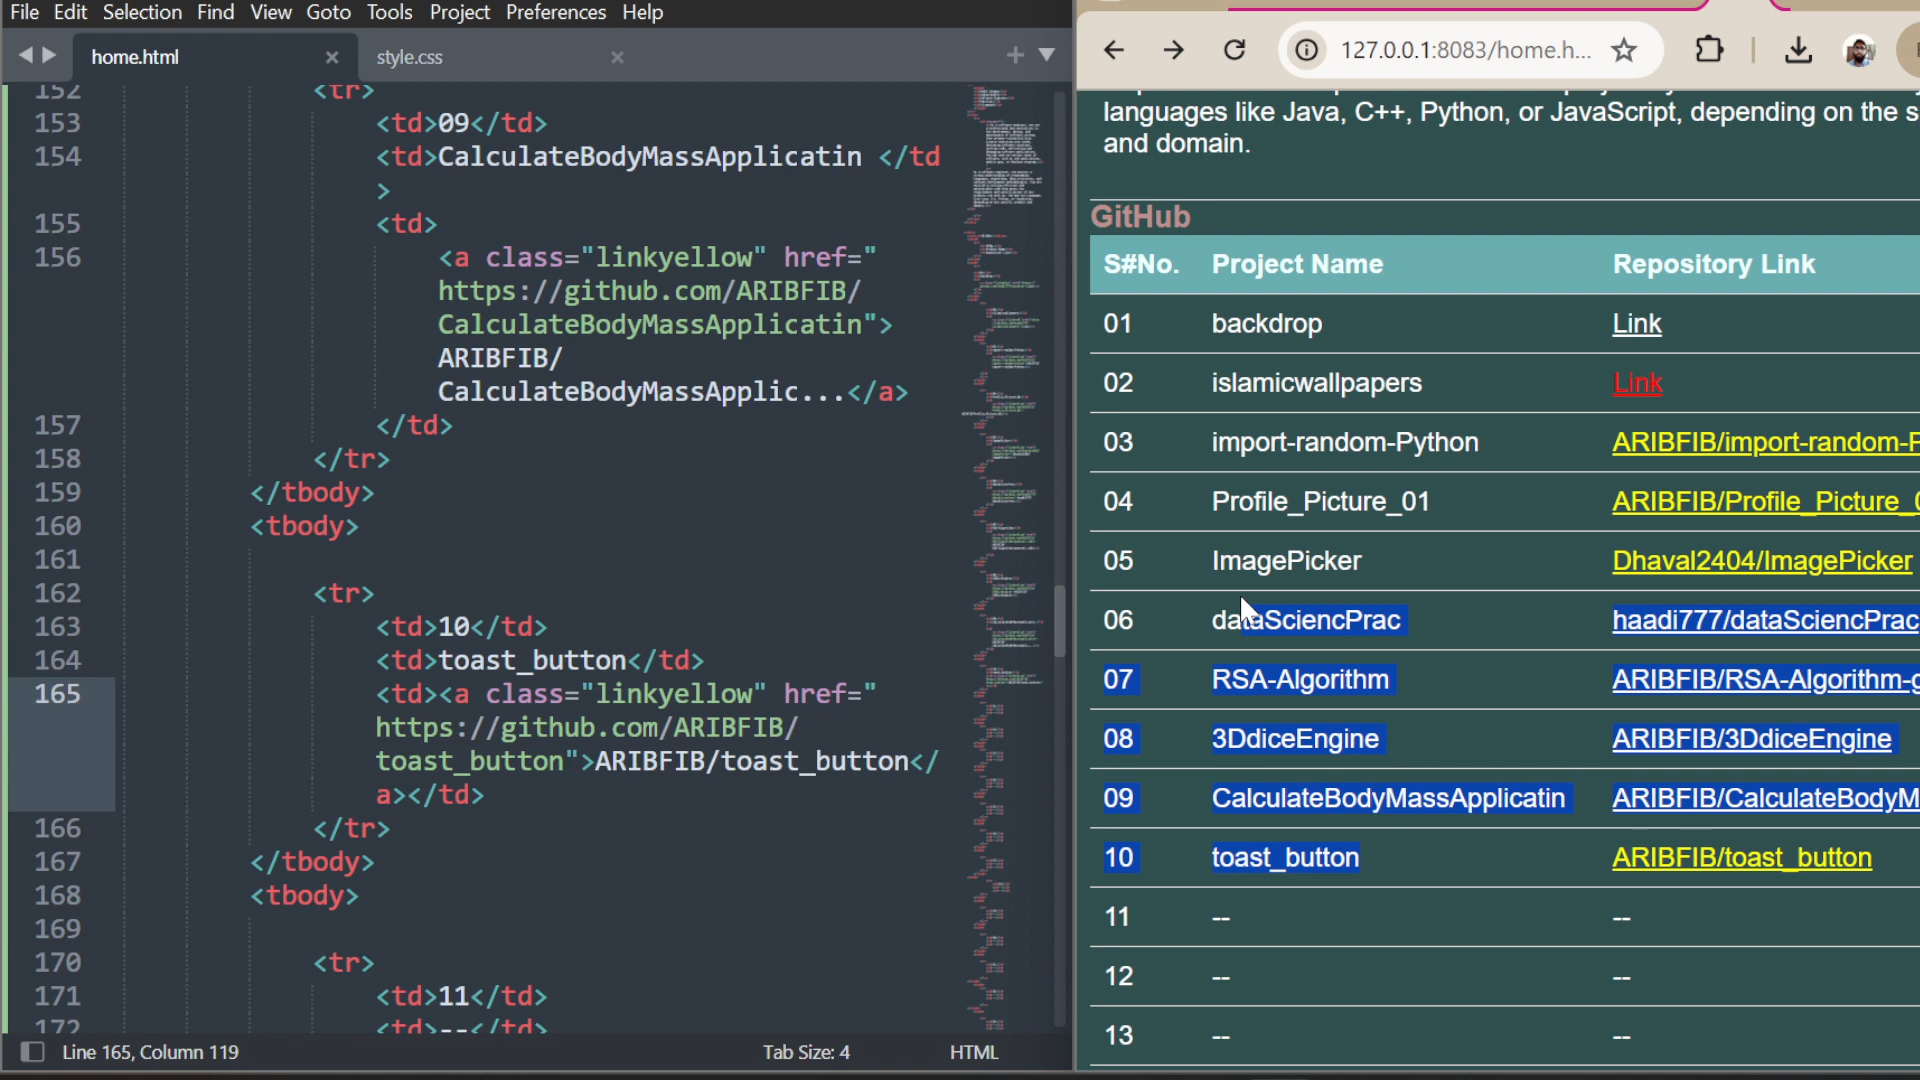 File Edit Selection Find View Goto Tools Project Preferences Help
home.html
style.css
152 <tr>
153 <td>09</td>
154 <td>CalculateBodyMassApplicatin </td
>
155 <td>
156 <a class="linkyellow" href="
https://github.com/ARIBFIB/
CalculateBodyMassApplicatin">
ARIBFIB/
CalculateBodyMassApplic...</a>
157 </td>
158 </tr>
159 </tbody>
160 <tbody>
161
162 <tr>
163 <td>10</td>
164 <td>toast_button</td>
165 <td><a class="linkyellow" href="
https://github.com/ARIBFIB/
toast_button">ARIBFIB/toast_button</
a></td>
166 </tr>
167 </tbody>
168 <tbody>
169
170 <tr>
171 <td>11</td>
172 <td>--</td>
Line 165, Column 119
Tab Size: 4
HTML
127.0.0.1:8083/home.h...
languages like Java, C++, Python, or JavaScript, depending on the s
and domain.
GitHub
S#No. Project Name Repository Link
01 backdrop Link
02 islamicwallpapers Link
03 import-random-Python ARIBFIB/import-random-P
04 Profile_Picture_01 ARIBFIB/Profile_Picture_0
05 ImagePicker Dhaval2404/ImagePicker
06 dataSciencPrac haadi777/dataSciencPrac
07 RSA-Algorithm ARIBFIB/RSA-Algorithm-g
08 3DdiceEngine ARIBFIB/3DdiceEngine
09 CalculateBodyMassApplicatin ARIBFIB/CalculateBodyM
10 toast_button ARIBFIB/toast_button
11 -- --
12 -- --
13 -- --